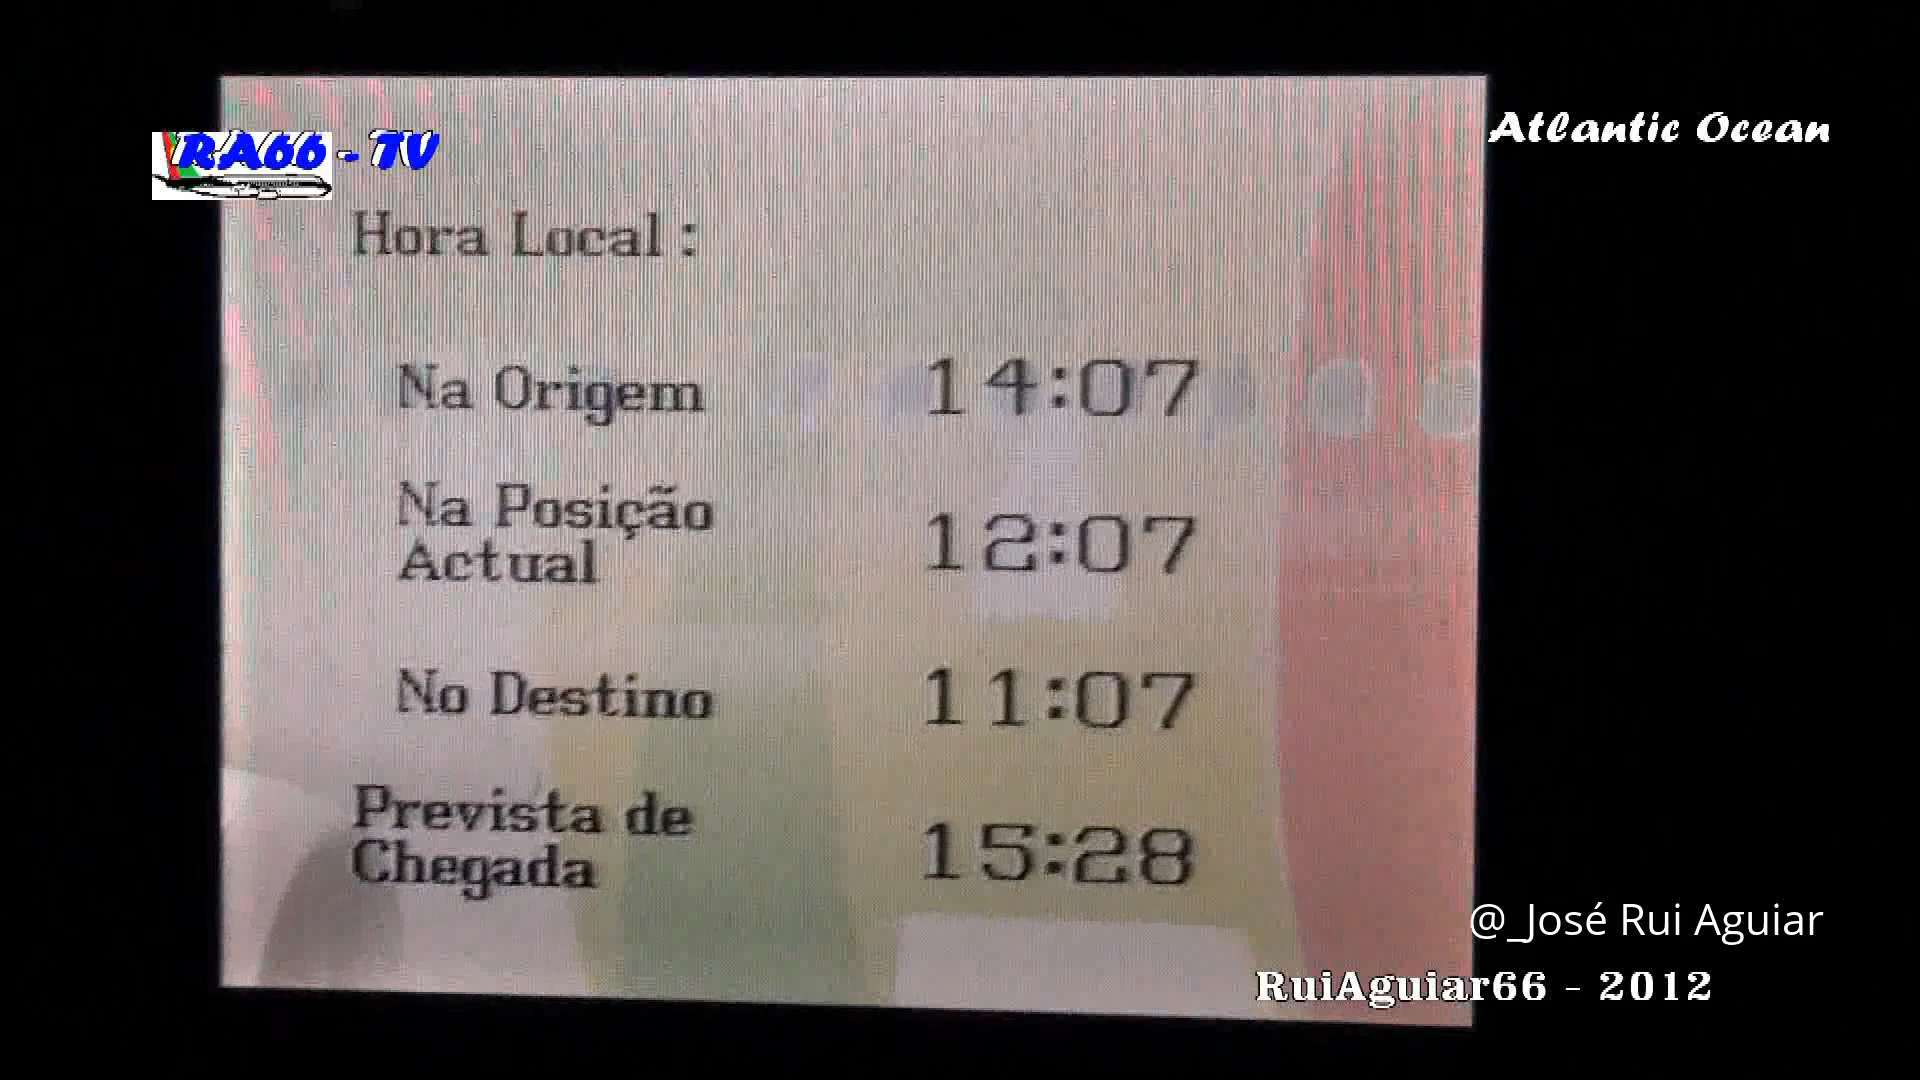 RA66 - TV
Atlantic Ocean
Hora Local :
Na Origem 14:07
Na Posição
Actual 12:07
No Destino 11:07
Prevista de
Chegada 15:28
@_José Rui Aguiar
RuiAguiar66 - 2012